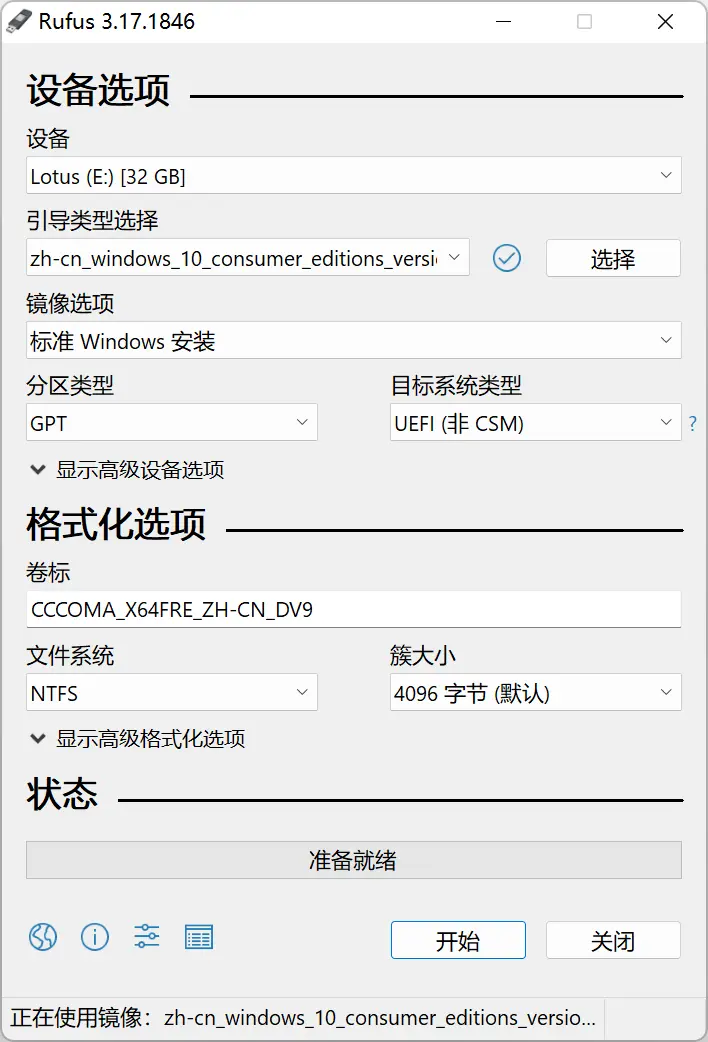 Rufus 3.17.1846
设备选项
设备
Lotus (E:) [32 GB]
引导类型选择
zh-cn_windows_10_consumer_editions_versi
选择
镜像选项
标准 Windows 安装
分区类型
目标系统类型
GPT
UEFI (非 CSM)
?
显示高级设备选项
格式化选项
卷标
CCCOMA_X64FRE_ZH-CN_DV9
文件系统
簇大小
NTFS
4096 字节 (默认)
显示高级格式化选项
状态
准备就绪
开始
关闭
正在使用镜像：zh-cn_windows_10_consumer_editions_versio...